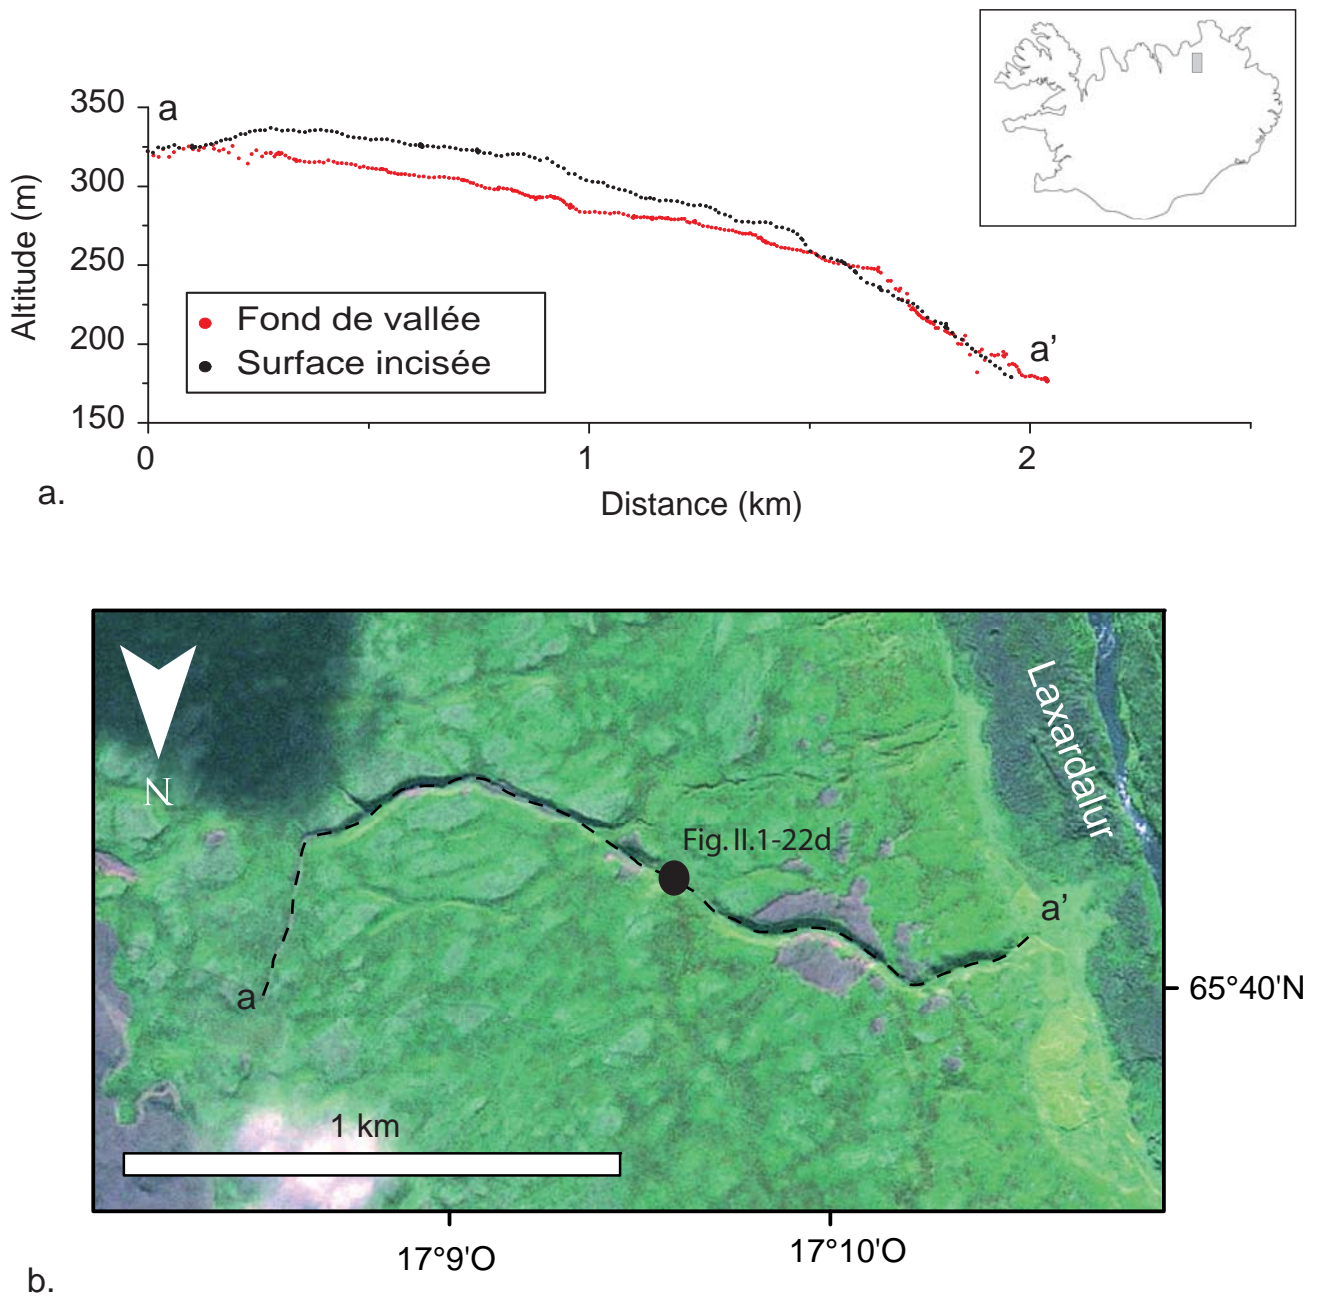 350
300
250
200
150
Altitude (m)
a
a’
Fond de vallée
Surface incisée
0
1
2
Distance (km)
a.
N
Laxardalur
Fig. II.1-22d
a’
a
65°40'N
1 km
17°9'O
17°10'O
b.